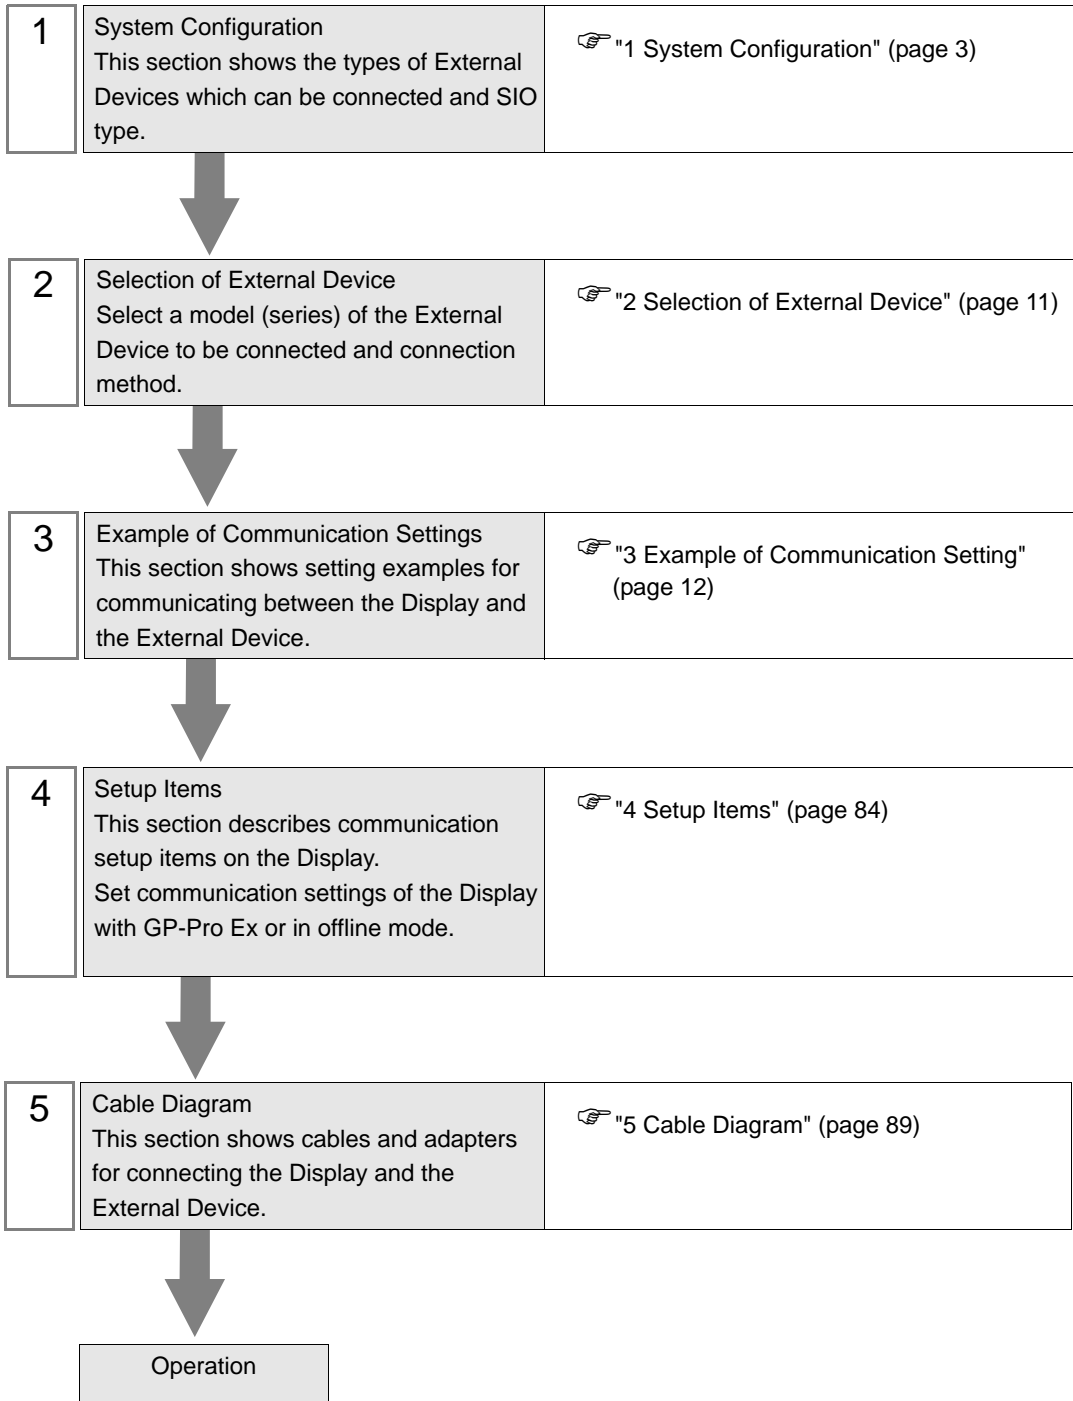 1
System Configuration
This section shows the types of External
Devices which can be connected and SIO
type.
"1 System Configuration" (page 3)
2
Selection of External Device
Select a model (series) of the External
Device to be connected and connection
method.
"2 Selection of External Device" (page 11)
3
Example of Communication Settings
This section shows setting examples for
communicating between the Display and
the External Device.
"3 Example of Communication Setting"
(page 12)
4
Setup Items
This section describes communication
setup items on the Display.
Set communication settings of the Display
with GP-Pro Ex or in offline mode.
"4 Setup Items" (page 84)
5
Cable Diagram
This section shows cables and adapters
for connecting the Display and the
External Device.
"5 Cable Diagram" (page 89)
Operation